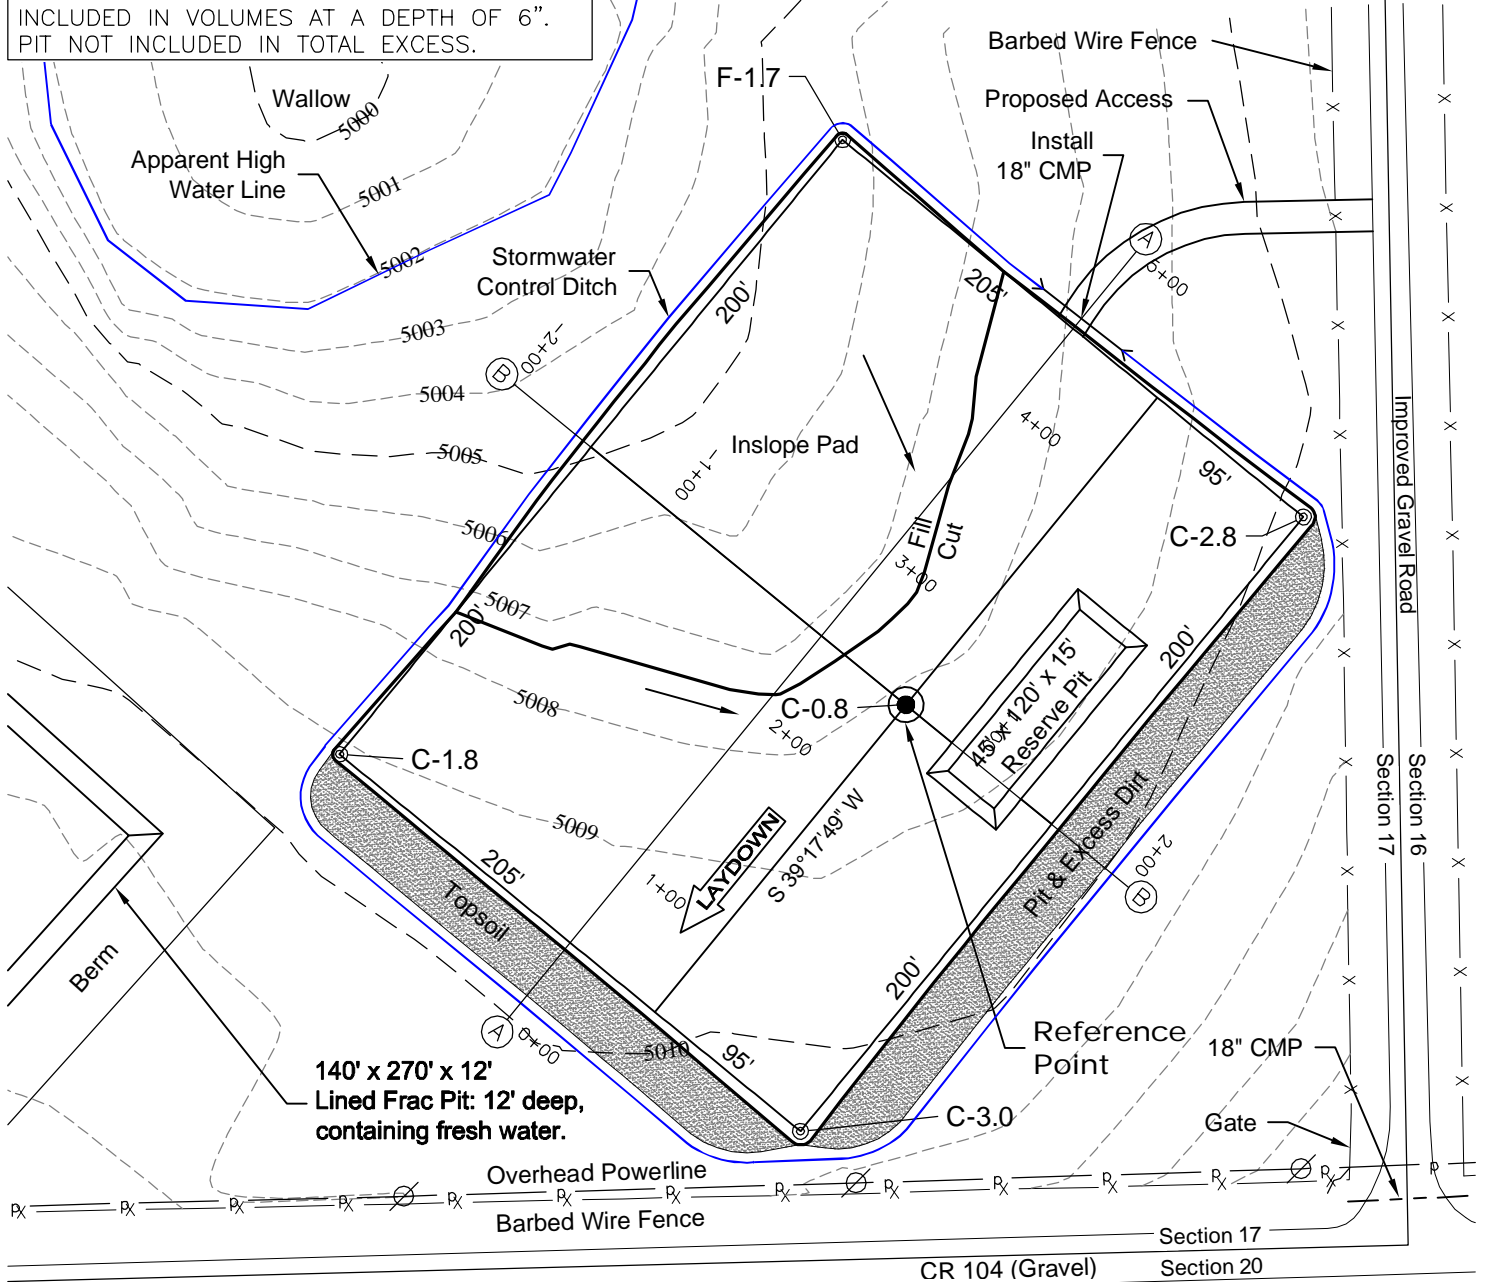 INCLUDED IN VOLUMES AT A DEPTH OF 6”.
PIT NOT INCLUDED IN TOTAL EXCESS.
Barbed Wire Fence
F-1.7
Wallow
Proposed Access
5000
Install
18" CMP
Apparent High
Water Line
5001
A
5002
Stormwater
Control Ditch
5+00
205'
200'
5003
-2+00
B
5004
Improved Gravel Road
4+00
Inslope Pad
5005
95'
-1+00
5006
Fill
Cut
C-2.8
3+00
5007
200'
200'
45' x 120' x 15'
Reserve Pit
5008
C-0.8
2+00
C-1.8
Section 17
Section 16
5009
S 39°17'49" W
LAYDOWN
Pit & Excess Dirt
2+00
205'
1+00
B
Topsoil
Berm
200'
A
0+00
5010
95'
Reference
Point
18" CMP
140' x 270' x 12'
Lined Frac Pit: 12' deep,
containing fresh water.
C-3.0
Gate
Overhead Powerline
P X P X P X P X P X P X P X P X P X P X P X P X P X P
Barbed Wire Fence
Section 17
CR 104 (Gravel)
Section 20